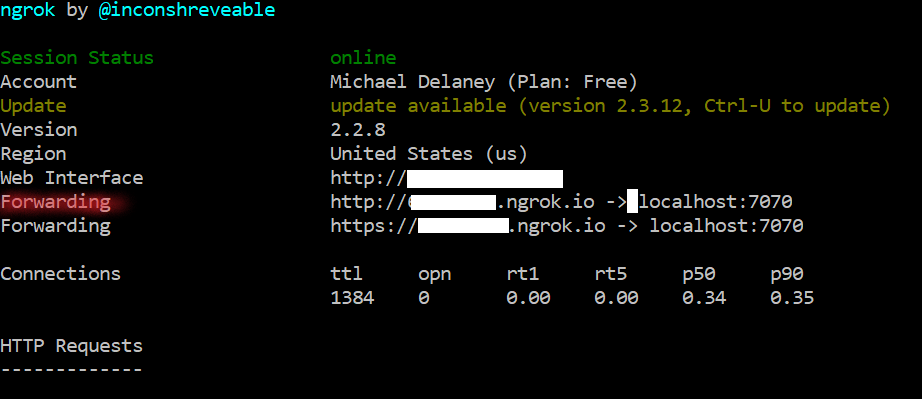 ngrok by @inconshreveable
Session Status online
Account Michael Delaney (Plan: Free)
Update update available (version 2.3.12, Ctrl-U to update)
Version 2.2.8
Region United States (us)
Web Interface http://
Forwarding http:// .ngrok.io -> localhost:7070
Forwarding https:// .ngrok.io -> localhost:7070
Connections ttl opn rt1 rt5 p50 p90
1384 0 0.00 0.00 0.34 0.35
HTTP Requests
-------------